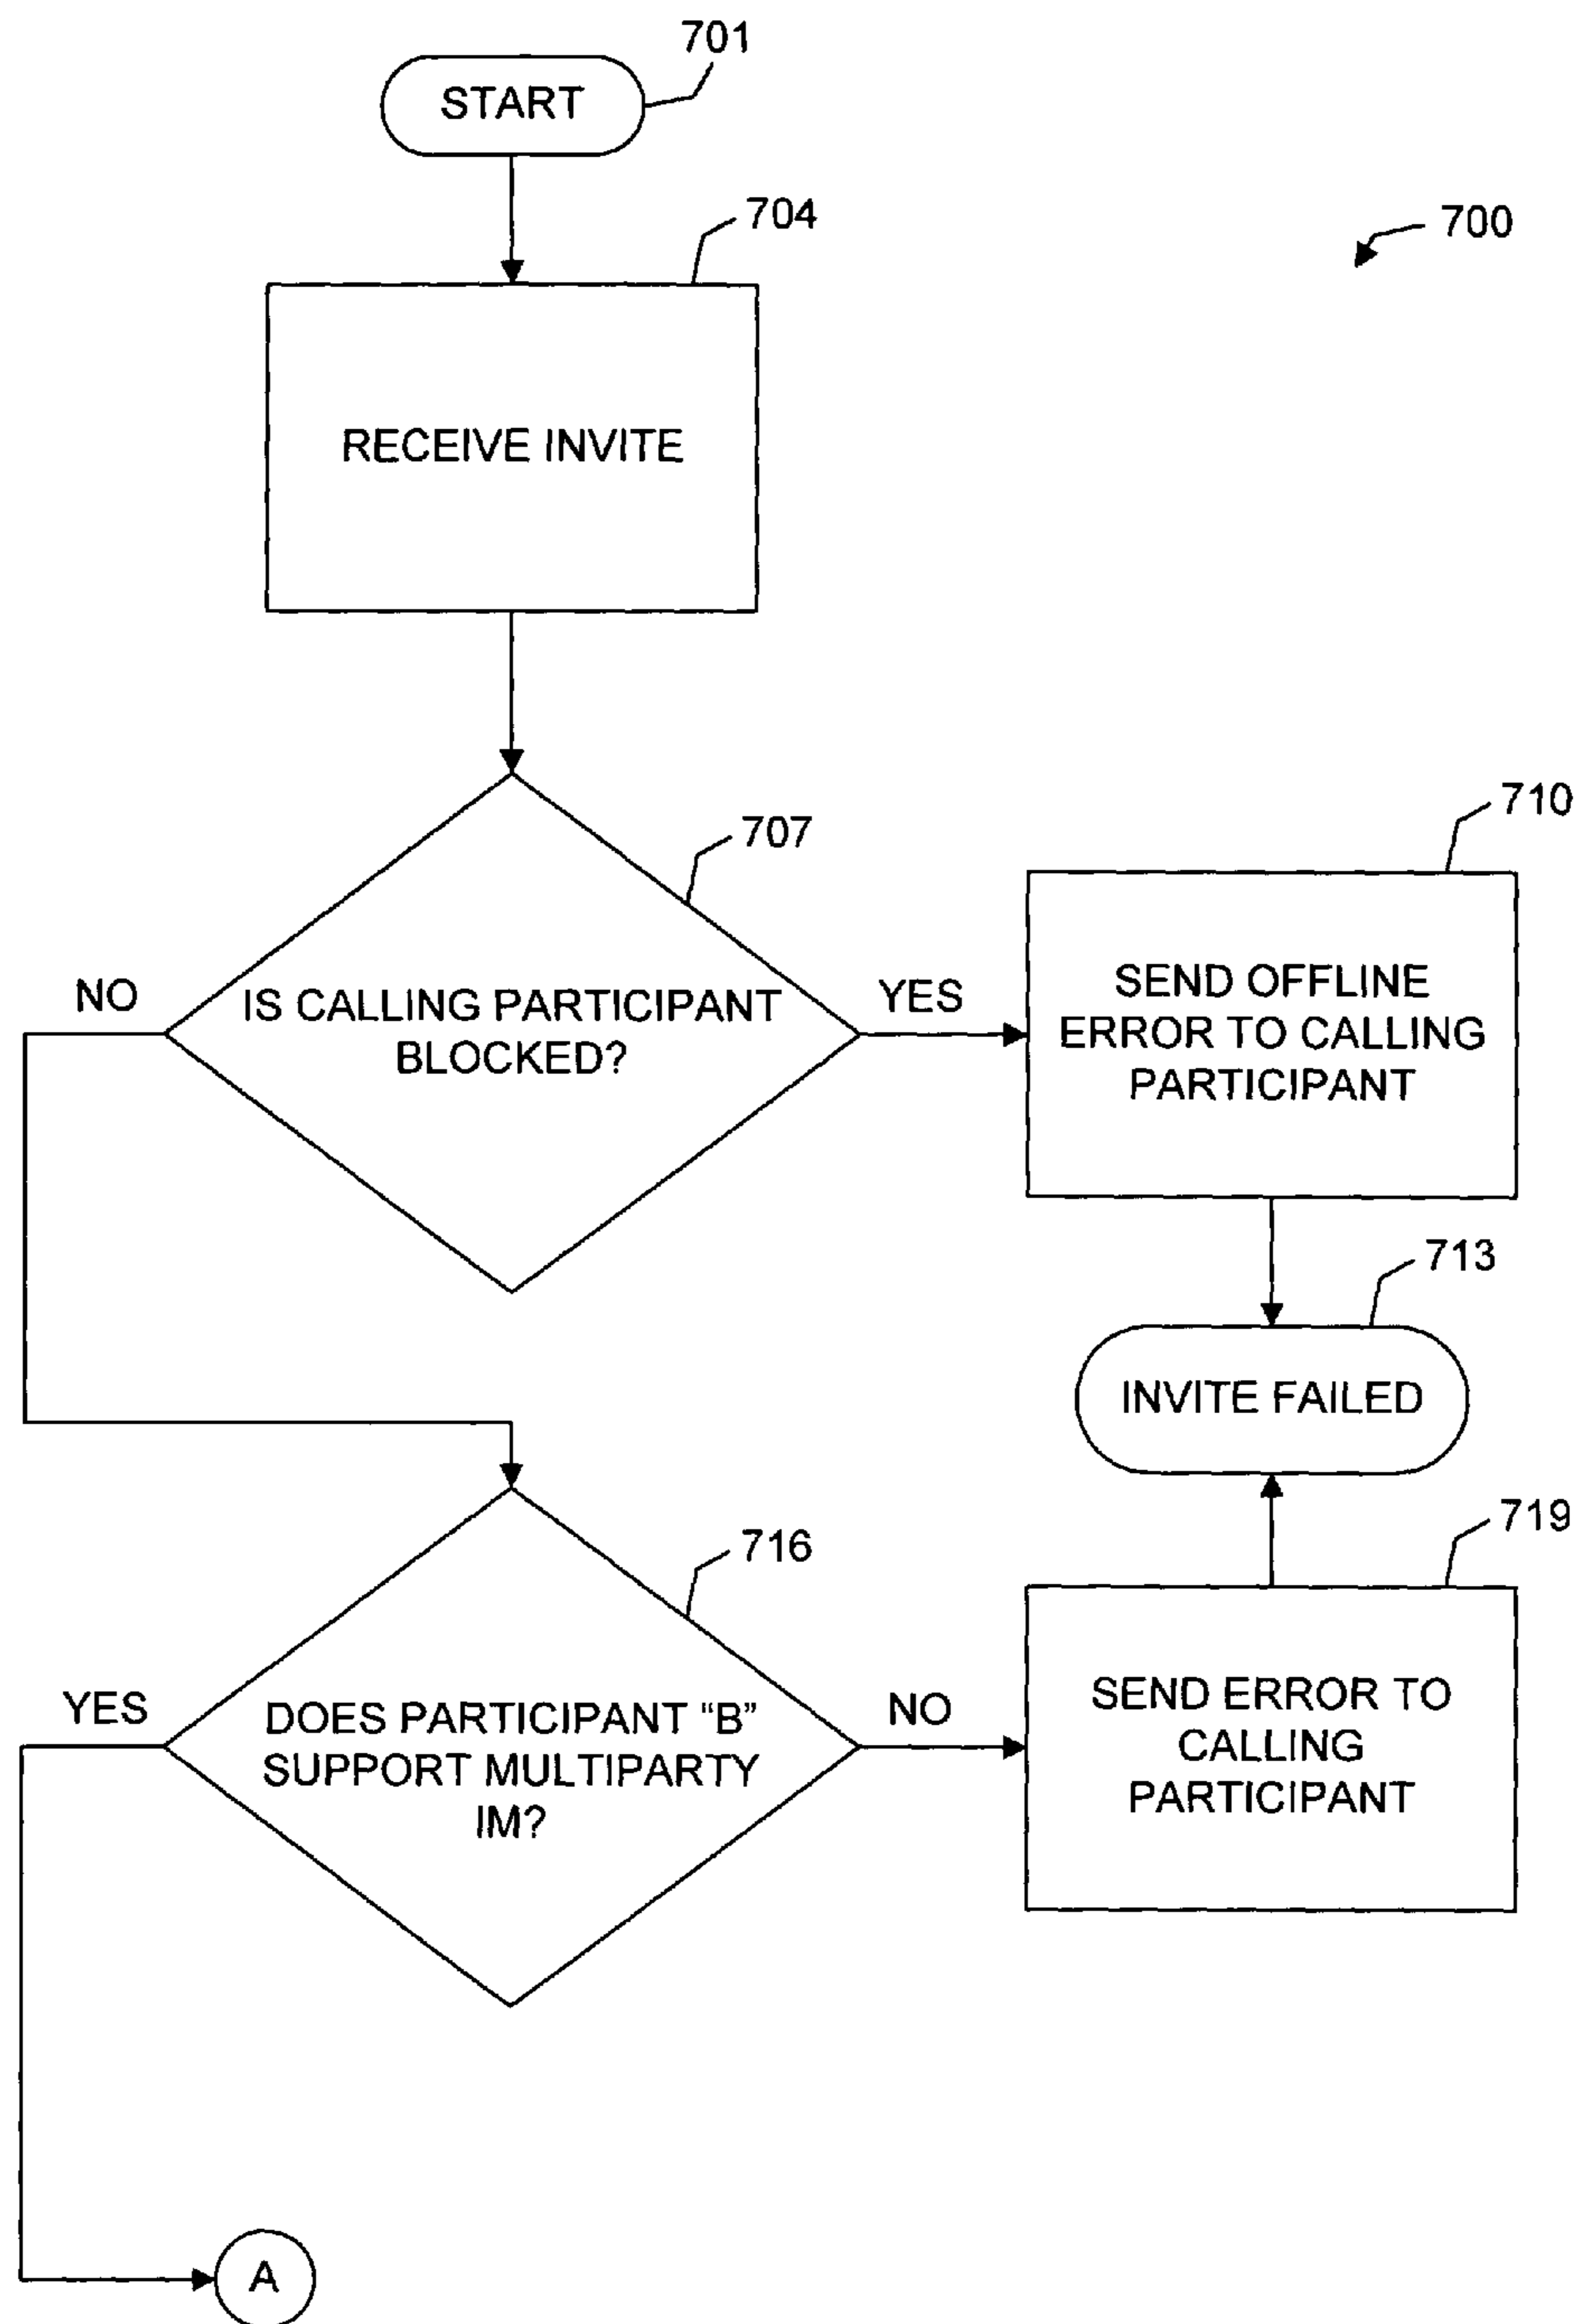 701
START
704
700
RECEIVE INVITE
707
710
NO
IS CALLING PARTICIPANT
BLOCKED?
YES
SEND OFFLINE
ERROR TO CALLING
PARTICIPANT
713
INVITE FAILED
716
719
YES
DOES PARTICIPANT “B”
SUPPORT MULTIPARTY
IM?
NO
SEND ERROR TO
CALLING
PARTICIPANT
A